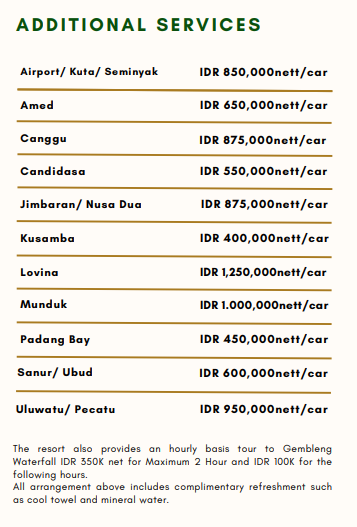 ADDITIONAL SERVICES
Airport/ Kuta/ Seminyak IDR 850,000nett/car
Amed IDR 650,000nett/car
Canggu IDR 875,000nett/car
Candidasa IDR 550,000nett/car
Jimbaran/ Nusa Dua IDR 875,000nett/car
Kusamba IDR 400,000nett/car
Lovina IDR 1,250,000nett/car
Munduk IDR 1.000,000nett/car
Padang Bay IDR 450,000nett/car
Sanur/ Ubud IDR 600,000nett/car
Uluwatu/ Pecatu IDR 950,000nett/car
The resort also provides an hourly basis tour to Gembleng
Waterfall IDR 350K net for Maximum 2 Hour and IDR 100K for the
following hours.
All arrangement above includes complimentary refreshment such
as cool towel and mineral water.